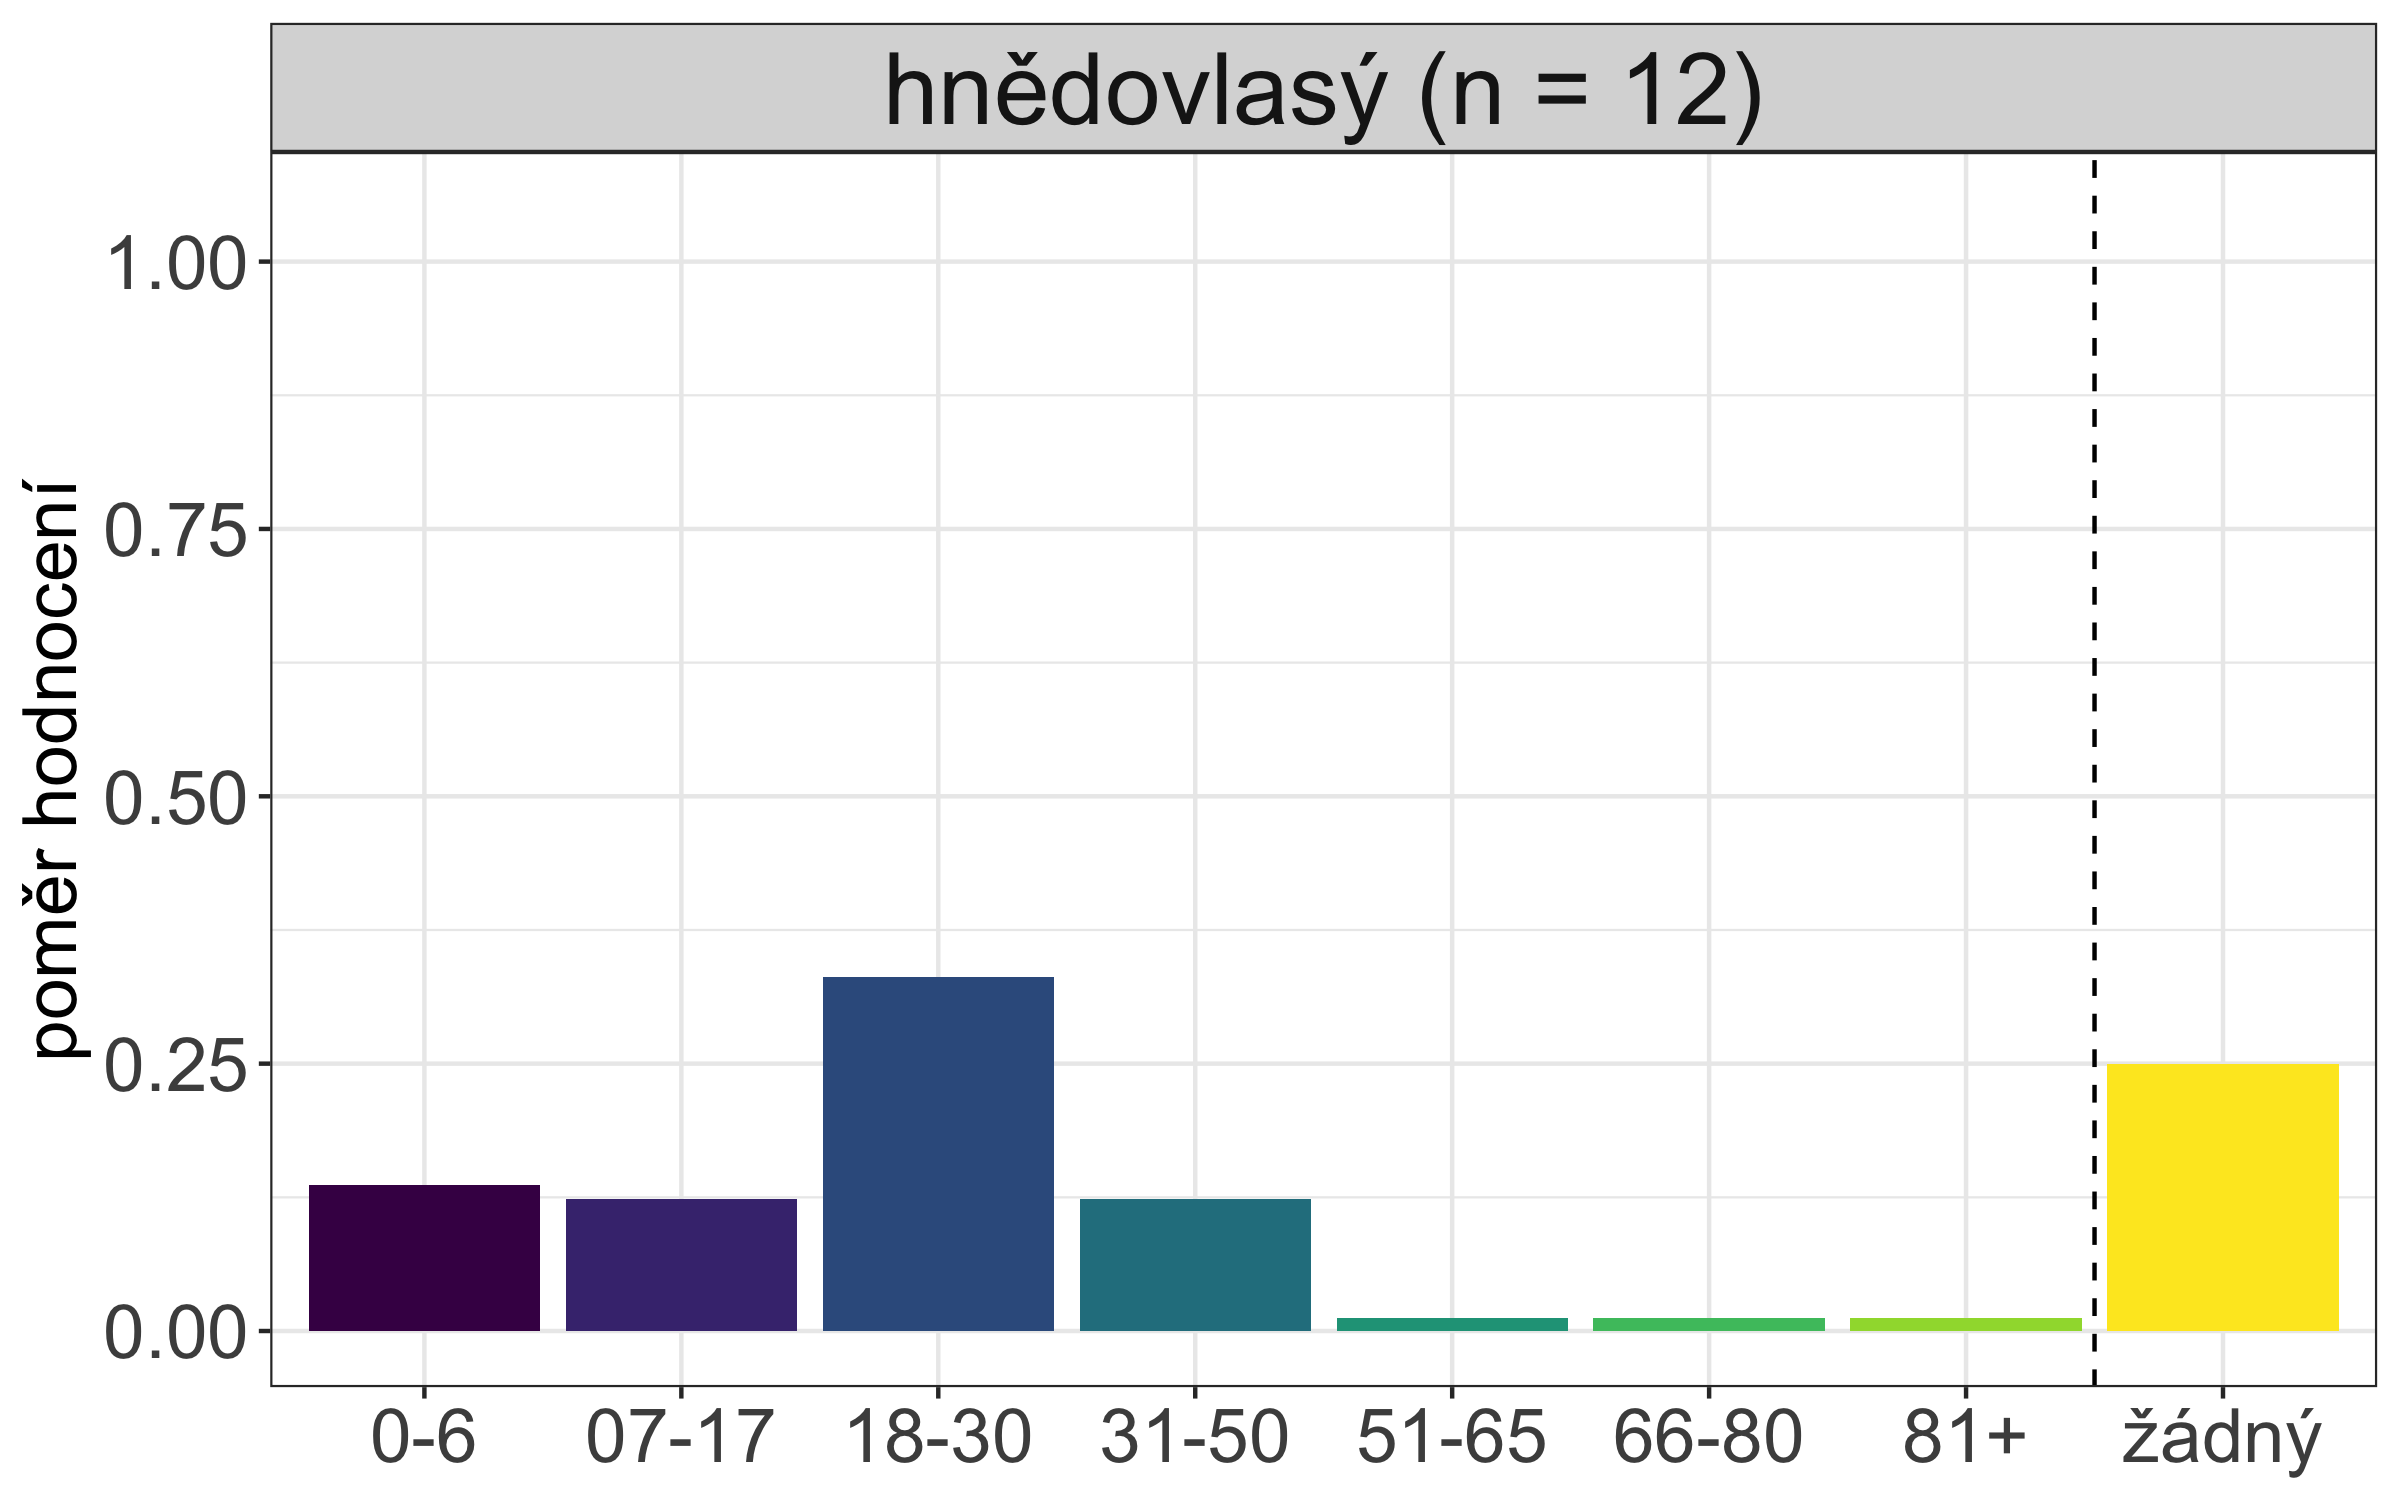 hnědovlasý (n = 12)
poměr hodnocení
1.00
0.75
0.50
0.25
0.00
0-6 07-17 18-30 31-50 51-65 66-80 81+ žádný